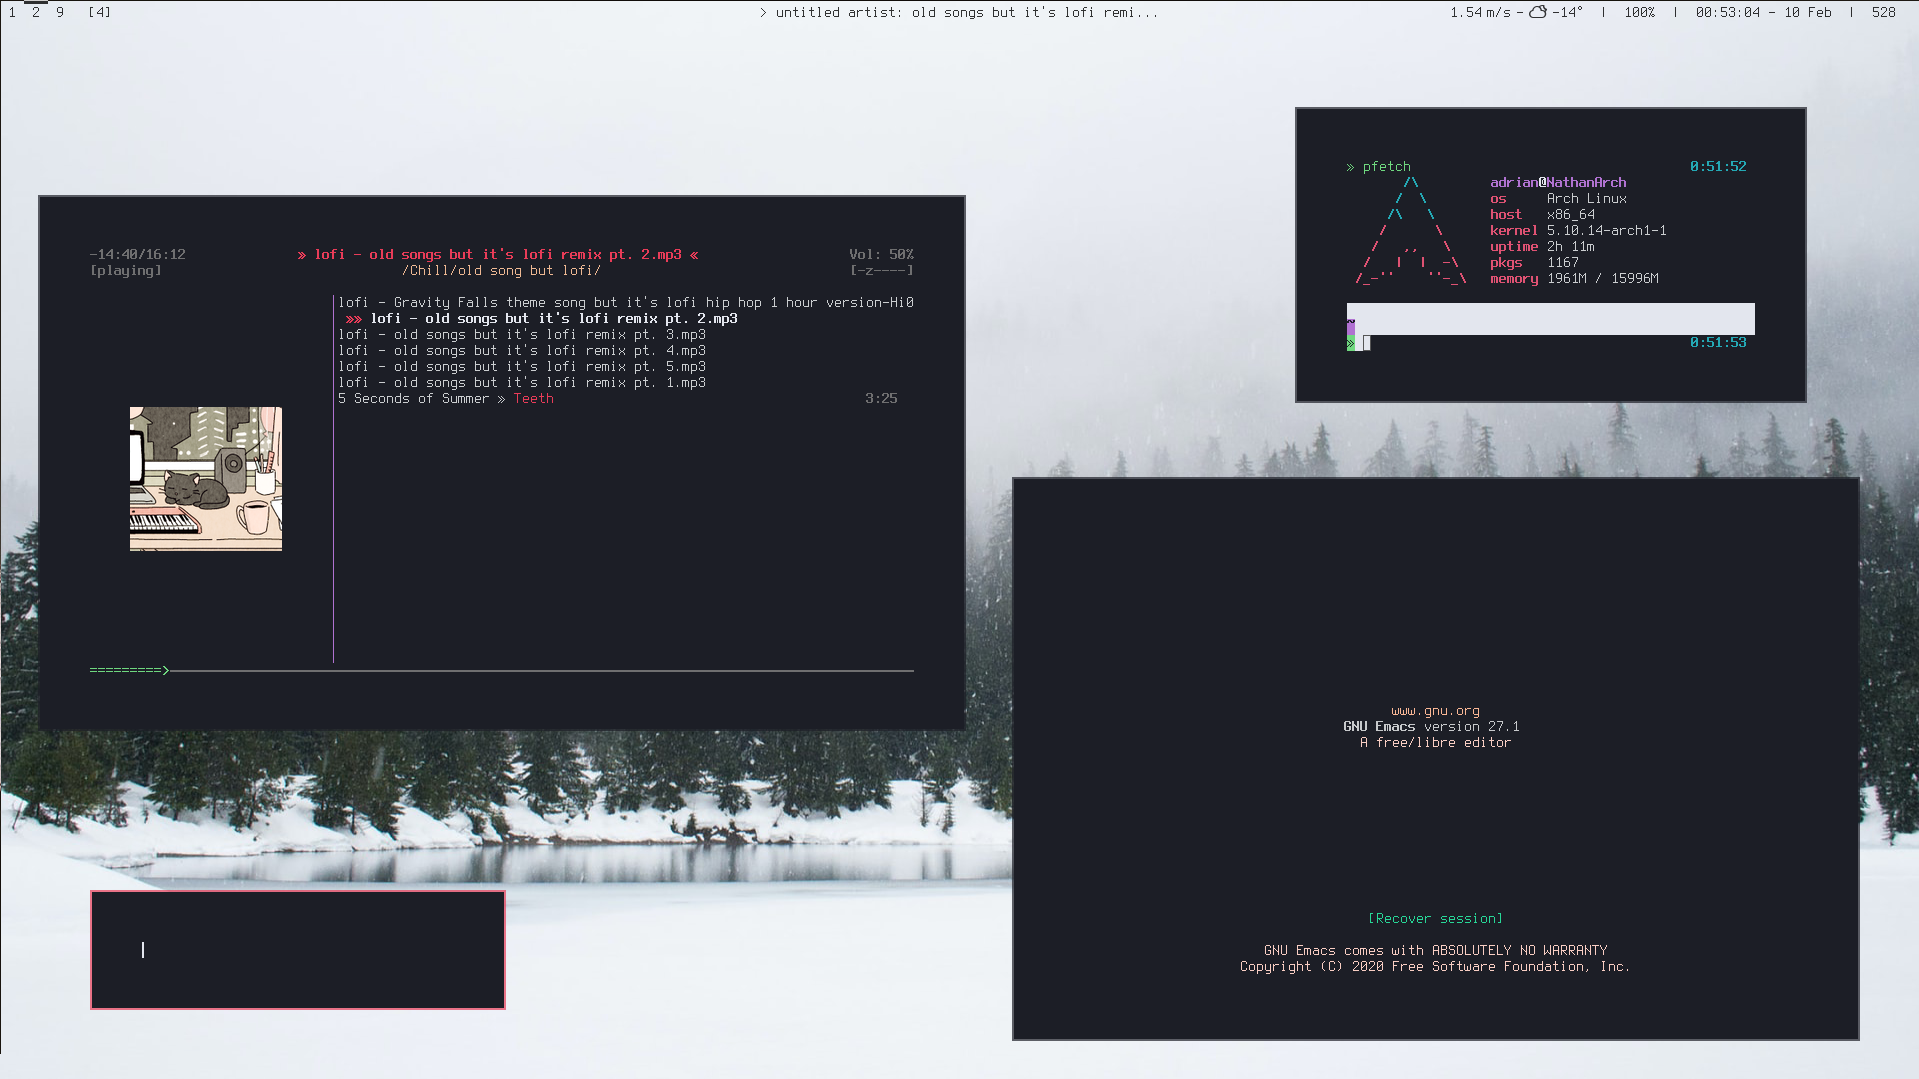 1 2 9 [4]
> untitled artist: old songs but it's lofi remi...
1.54 m/s - -14° | 100% | 00:53:04 - 10 Feb | 528
-14:40/16:12 » lofi - old songs but it's lofi remix pt. 2.mp3 « Vol: 50%
[playing] /Chill/old song but lofi/ [-z----]
lofi - Gravity Falls theme song but it's lofi hip hop 1 hour version-Hi0
»» lofi - old songs but it's lofi remix pt. 2.mp3
lofi - old songs but it's lofi remix pt. 3.mp3
lofi - old songs but it's lofi remix pt. 4.mp3
lofi - old songs but it's lofi remix pt. 5.mp3
lofi - old songs but it's lofi remix pt. 1.mp3
5 Seconds of Summer » Teeth 3:25
=========>
» pfetch 0:51:52
adrian@NathanArch
os Arch Linux
host x86_64
kernel 5.10.14-arch1-1
uptime 2h 11m
pkgs 1167
memory 1961M / 15996M
» 0:51:53
www.gnu.org
GNU Emacs version 27.1
A free/libre editor
[Recover session]
GNU Emacs comes with ABSOLUTELY NO WARRANTY
Copyright (C) 2020 Free Software Foundation, Inc.